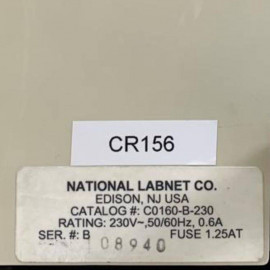 CR156
NATIONAL LABNET CO.
EDISON, NJ USA
CATALOG #: C0160-B-230
RATING: 230V~,50/60Hz, 0.6A
SER. #: B 08940 FUSE 1.25AT